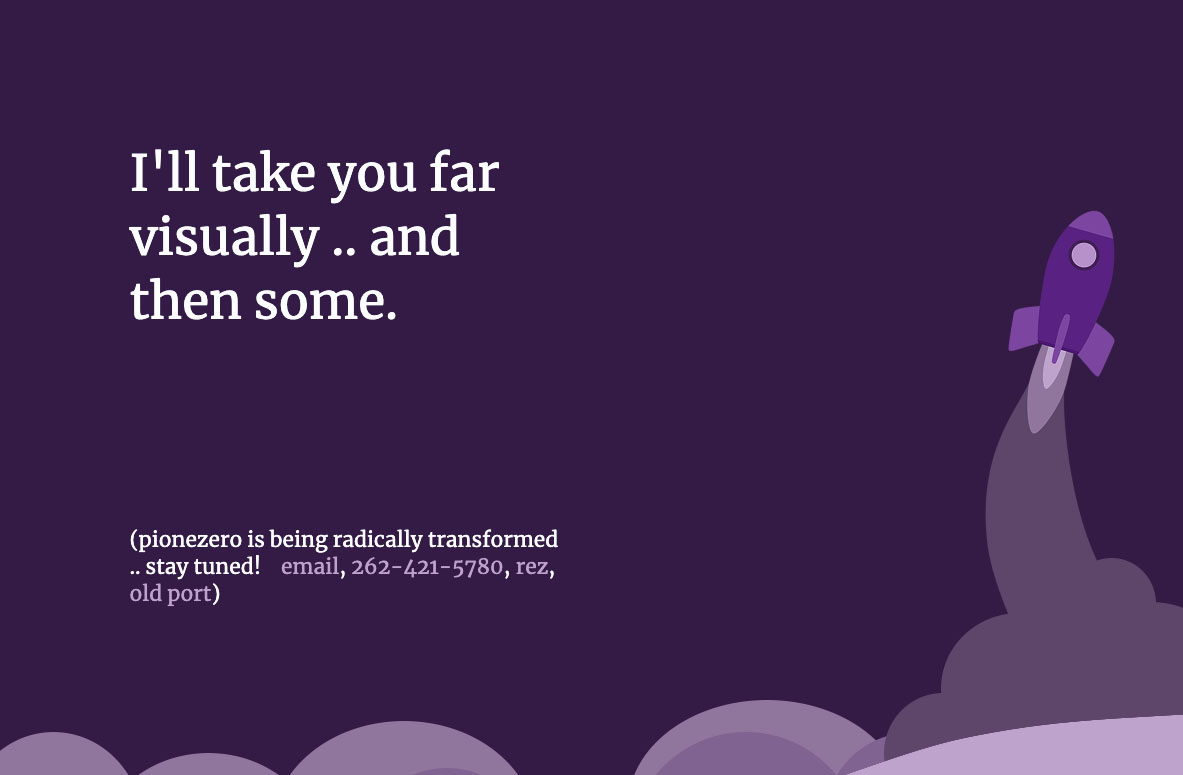 I'll take you far
visually .. and
then some.
(pionezero is being radically transformed
.. stay tuned!   email, 262-421-5780, rez,
old port)